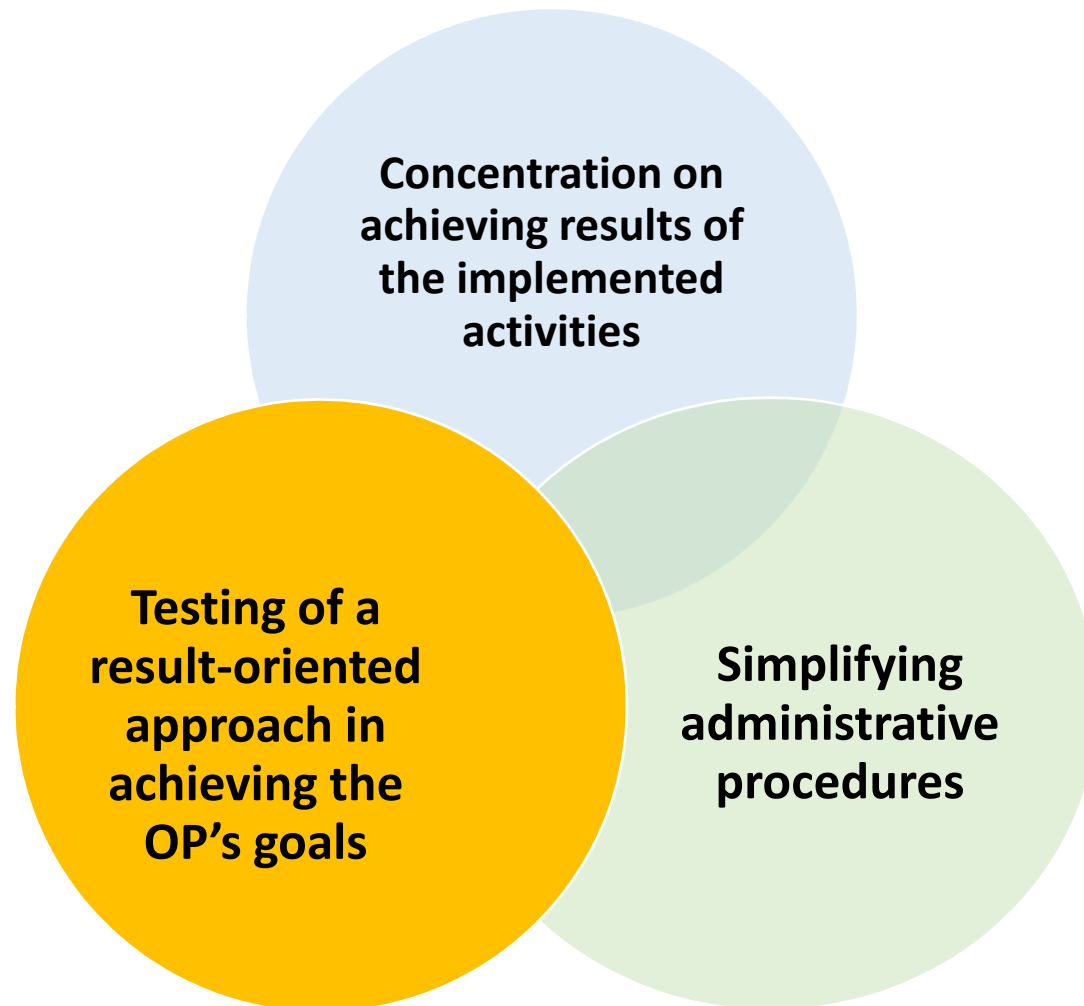 Concentration on
achieving results of
the implemented
activities
Testing of a
result-oriented
approach in
achieving the
OP’s goals
Simplifying
administrative
procedures